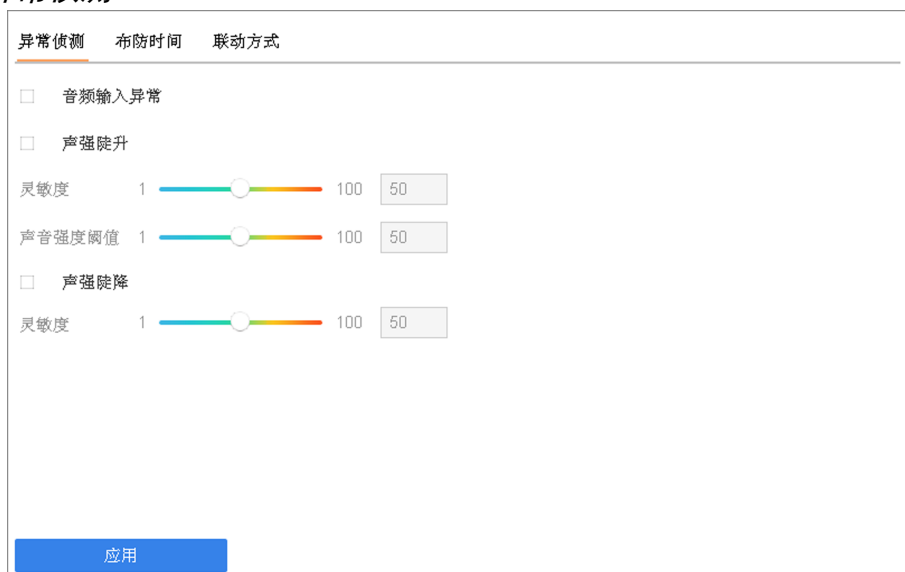 异常侦测 布防时间 联动方式
音频输入异常
声强陡升
灵敏度 1 100 50
声音强度阈值 1 100 50
声强陡降
灵敏度 1 100 50
应用